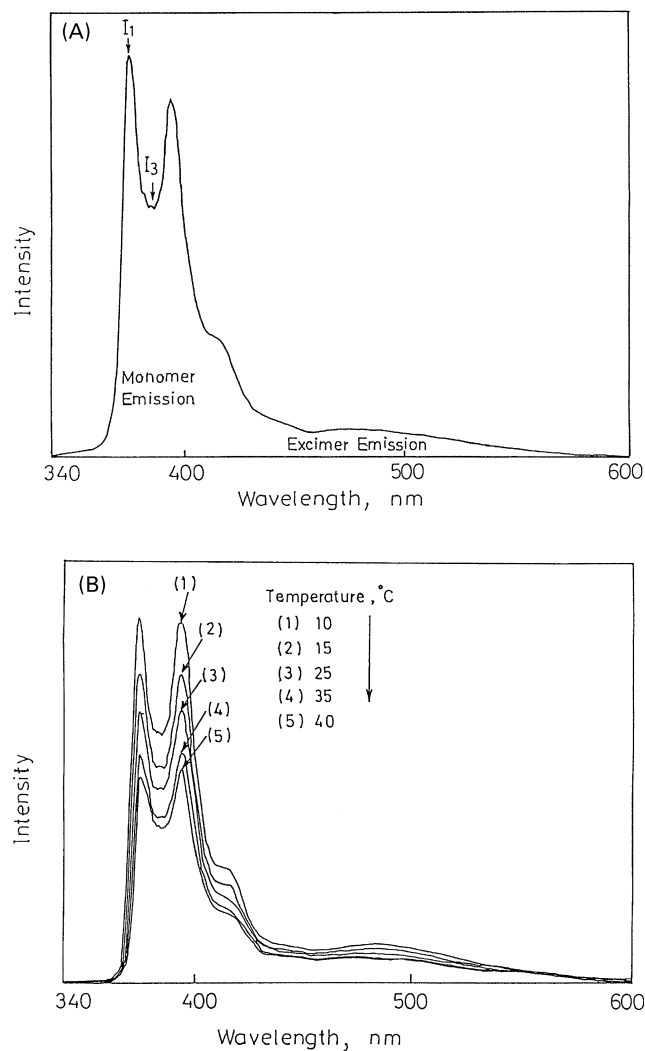 (A)
I1
I3
Intensity
Monomer
Emission
Excimer Emission
340
400
500
600
Wavelength, nm
(B)
(1)
(2)
(3)
(4)
(5)
Temperature, °C
(1) 10
(2) 15
(3) 25
(4) 35
(5) 40
Intensity
340
400
500
600
Wavelength, nm